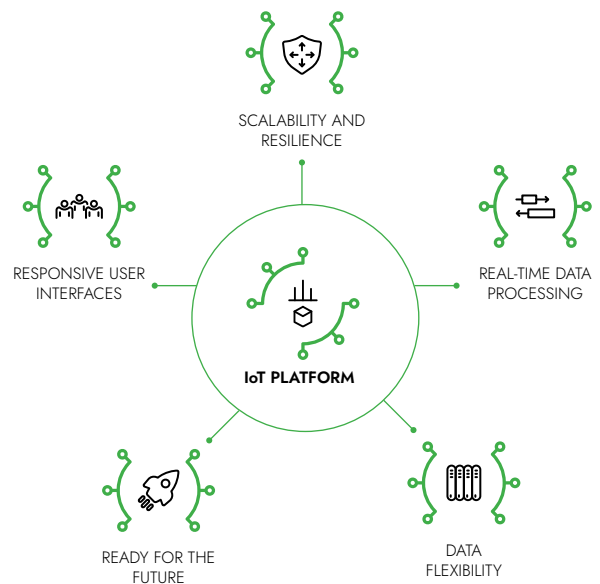 SCALABILITY AND
RESILIENCE
RESPONSIVE USER
INTERFACES
REAL-TIME DATA
PROCESSING
IoT PLATFORM
READY FOR THE
FUTURE
DATA
FLEXIBILITY